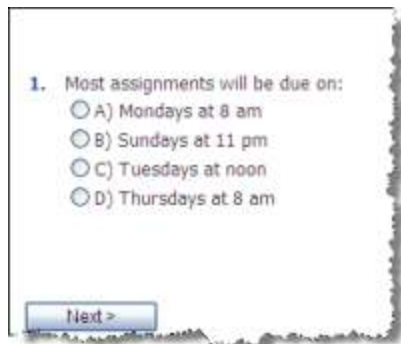 1. Most assignments will be due on:
A) Mondays at 8 am
B) Sundays at 11 pm
C) Tuesdays at noon
D) Thursdays at 8 am
Next >